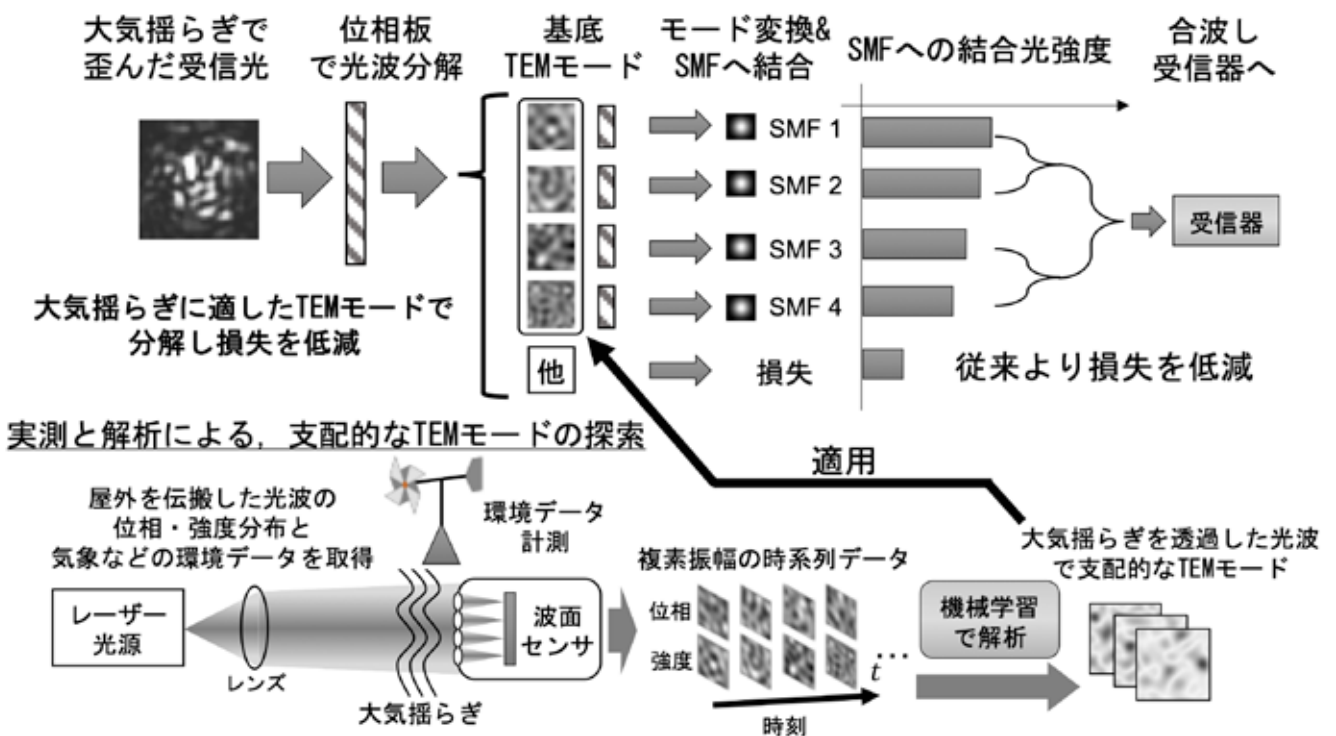 大気揺らぎで
歪んだ受信光
位相板
で光波分解
基底
TEMモード
モード変換&
SMFへ結合
SMFへの結合光強度
合波し
受信器へ
SMF 1
SMF 2
SMF 3
SMF 4
受信器
大気揺らぎに適したTEMモードで
分解し損失を低減
他
損失
従来より損失を低減
実測と解析による，支配的なTEMモードの探索
適用
屋外を伝搬した光波の
位相・強度分布と
気象などの環境データを取得
環境データ
計測
レーザー
光源
レンズ
大気揺らぎ
波面
センサ
複素振幅の時系列データ
位相
強度
t
…
時刻
機械学習
で解析
大気揺らぎを透過した光波
で支配的なTEMモード